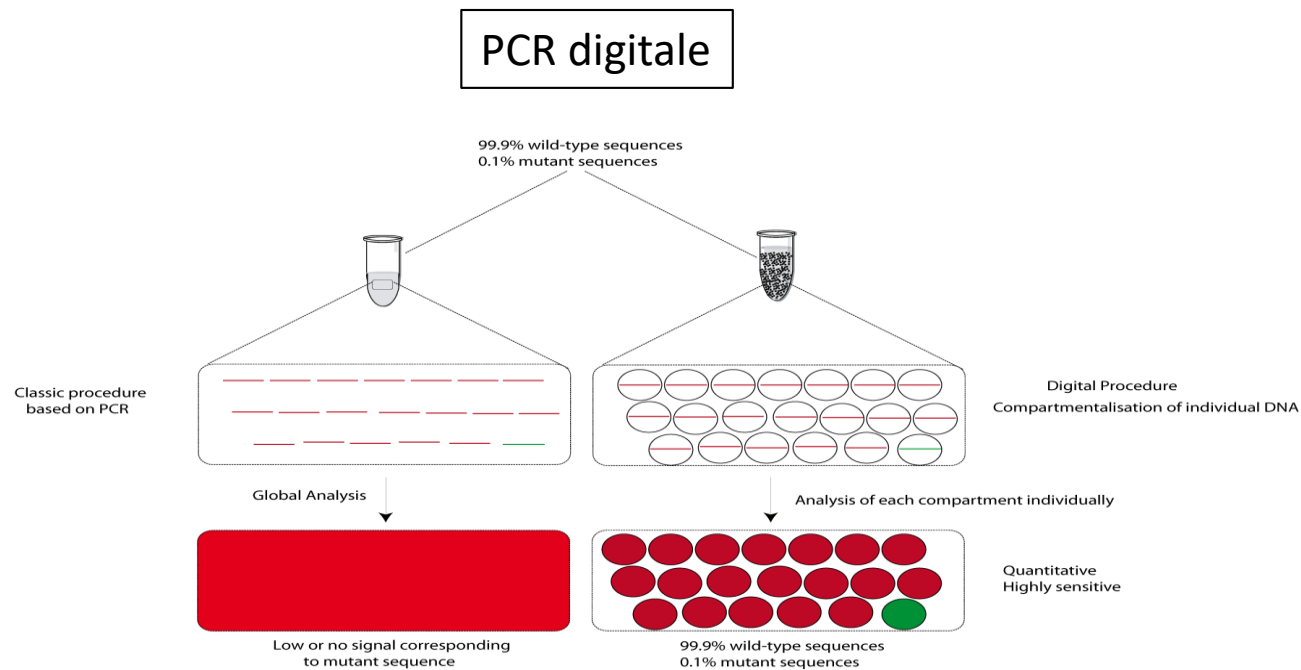 PCR digitale
99.9% wild-type sequences
0.1% mutant sequences
Classic procedure
based on PCR
Digital Procedure
Compartmentalisation of individual DNA
Global Analysis
Analysis of each compartment individually
Quantitative
Highly sensitive
Low or no signal corresponding
to mutant sequence
99.9% wild-type sequences
0.1% mutant sequences